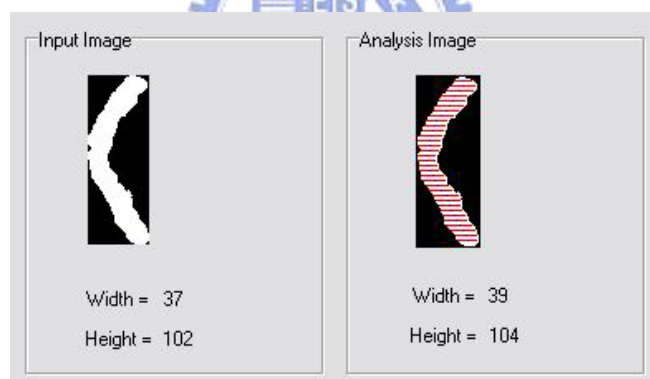 Input Image
Width = 37
Height = 102
Analysis Image
Width = 39
Height = 104